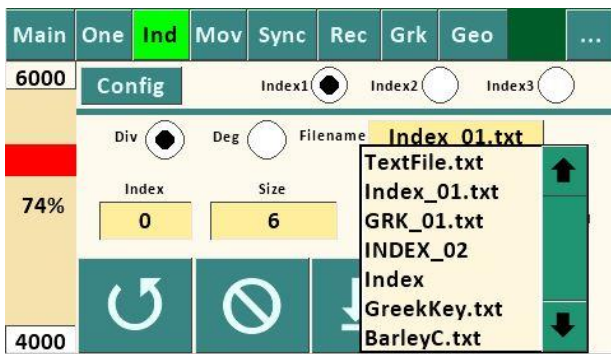 Main One Ind Mov Sync Rec Grk Geo ...
6000 Config Index1 Index2 Index3
Div Deg Filename Index_01.txt
TextFile.txt
Index Size Index_01.txt
74% 0 6 GRK_01.txt
INDEX_02
Index
GreekKey.txt
4000 BarleyC.txt